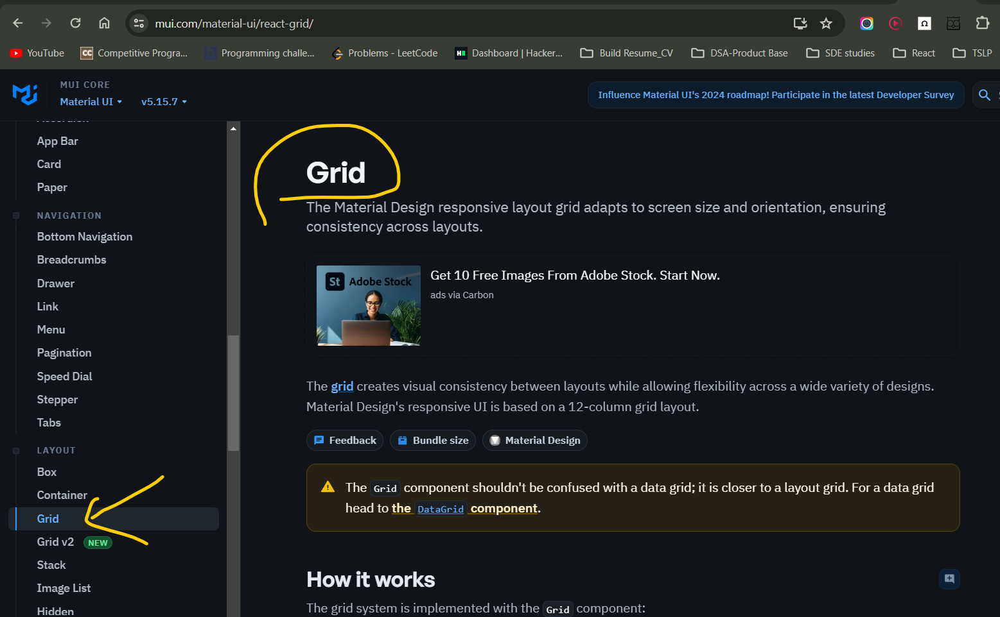 mui.com/material-ui/react-grid/
YouTube
CC Competitive Progra...
Programming challe...
Problems - LeetCode
Dashboard | Hacker...
Build Resume_CV
DSA-Product Base
SDE studies
React
TSLP
MUI CORE
Material UI
v5.15.7
Influence Material UI's 2024 roadmap! Participate in the latest Developer Survey
App Bar
Card
Paper
NAVIGATION
Bottom Navigation
Breadcrumbs
Drawer
Link
Menu
Pagination
Speed Dial
Stepper
Tabs
LAYOUT
Box
Container
Grid
Grid v2 NEW
Stack
Image List
Hidden
Grid
The Material Design responsive layout grid adapts to screen size and orientation, ensuring
consistency across layouts.
St Adobe Stock
Get 10 Free Images From Adobe Stock. Start Now.
ads via Carbon
The grid creates visual consistency between layouts while allowing flexibility across a wide variety of designs.
Material Design's responsive UI is based on a 12-column grid layout.
Feedback
Bundle size
Material Design
The Grid component shouldn't be confused with a data grid; it is closer to a layout grid. For a data grid
head to the DataGrid component.
How it works
The grid system is implemented with the Grid component: